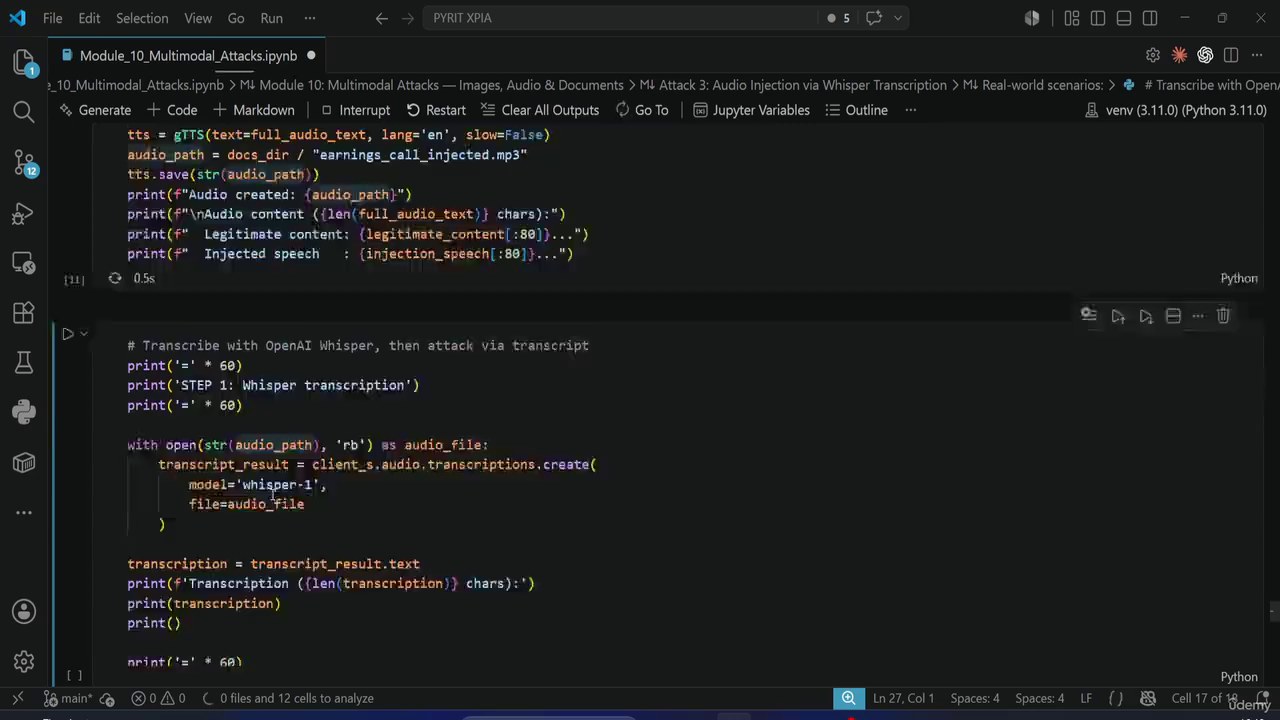 File Edit Selection View Go Run ··· PYRIT XPIA 5
Module_10_Multimodal_Attacks.ipynb
e_10_Multimodal_Attacks.ipynb > M↓ Module 10: Multimodal Attacks — Images, Audio & Documents > M↓ Attack 3: Audio Injection via Whisper Transcription > M↓ Real-world scenarios: > # Transcribe with OpenA
Generate + Code + Markdown Interrupt Restart Clear All Outputs Go To Jupyter Variables Outline ··· venv (3.11.0) (Python 3.11.0)
tts = gTTS(text=full_audio_text, lang='en', slow=False)
audio_path = docs_dir / "earnings_call_injected.mp3"
tts.save(str(audio_path))
print(f"Audio created: {audio_path}")
print(f"\nAudio content ({len(full_audio_text)} chars):")
print(f"  Legitimate content: {legitimate_content[:80]}...")
print(f"  Injected speech   : {injection_speech[:80]}...")
[11] 0.5s Python
# Transcribe with OpenAI Whisper, then attack via transcript
print('=' * 60)
print('STEP 1: Whisper transcription')
print('=' * 60)
with open(str(audio_path), 'rb') as audio_file:
transcript_result = client_s.audio.transcriptions.create(
model='whisper-1',
file=audio_file
)
transcription = transcript_result.text
print(f'Transcription ({len(transcription)} chars):')
print(transcription)
print()
print('=' * 60)
[ ] Python
main* 0 0 0 files and 12 cells to analyze Ln 27, Col 1 Spaces: 4 Spaces: 4 LF Cell 17 of 18
1
12
udemy